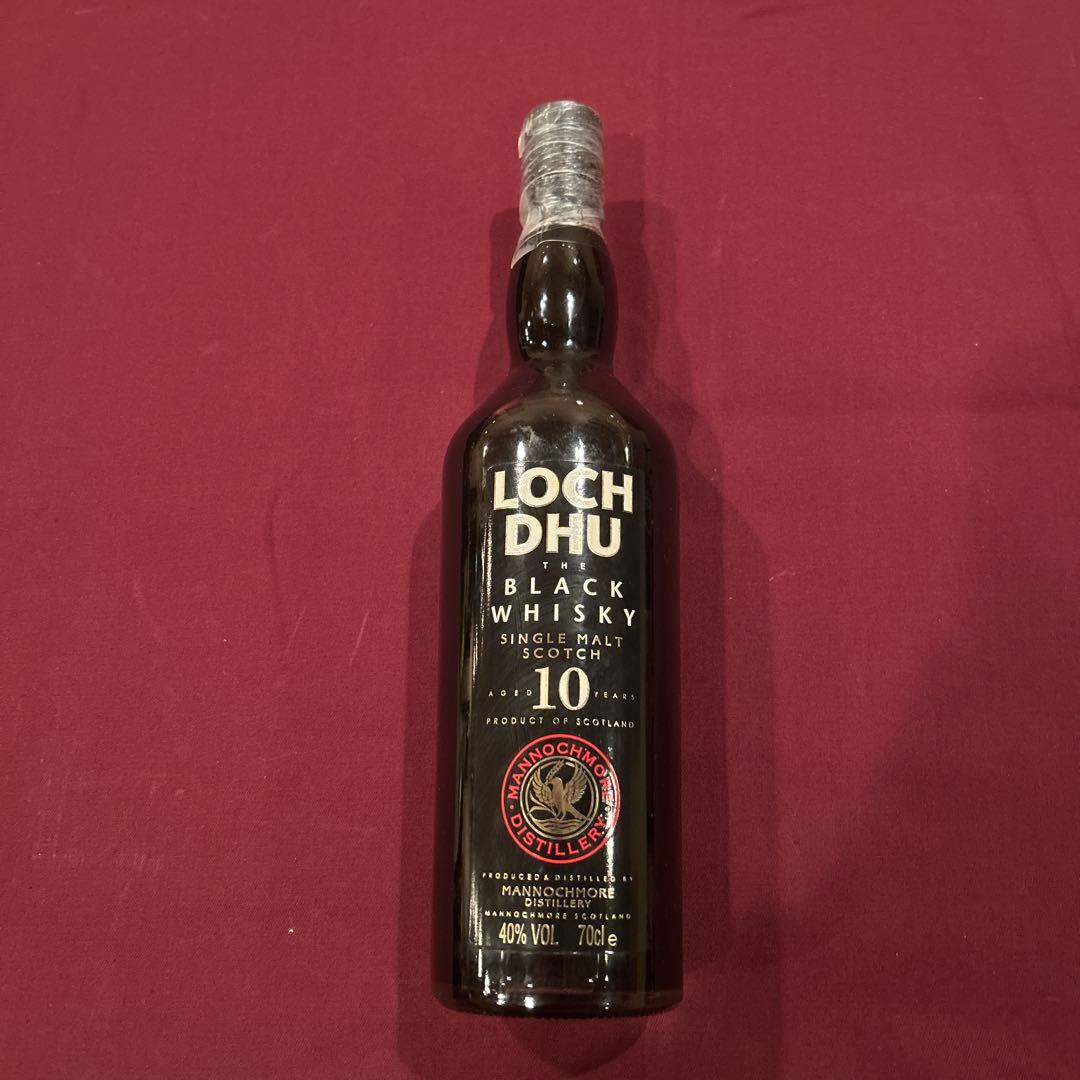 LOCH
DHU
THE
BLACK
WHISKY
SINGLE MALT
SCOTCH
AGED 10 YEARS
PRODUCT OF SCOTLAND
MANNOCHMORE
· DISTILLERY ·
PRODUCED & DISTILLED BY
MANNOCHMORE
DISTILLERY
MANNOCHMORE SCOTLAND
40% VOL. 70cl e